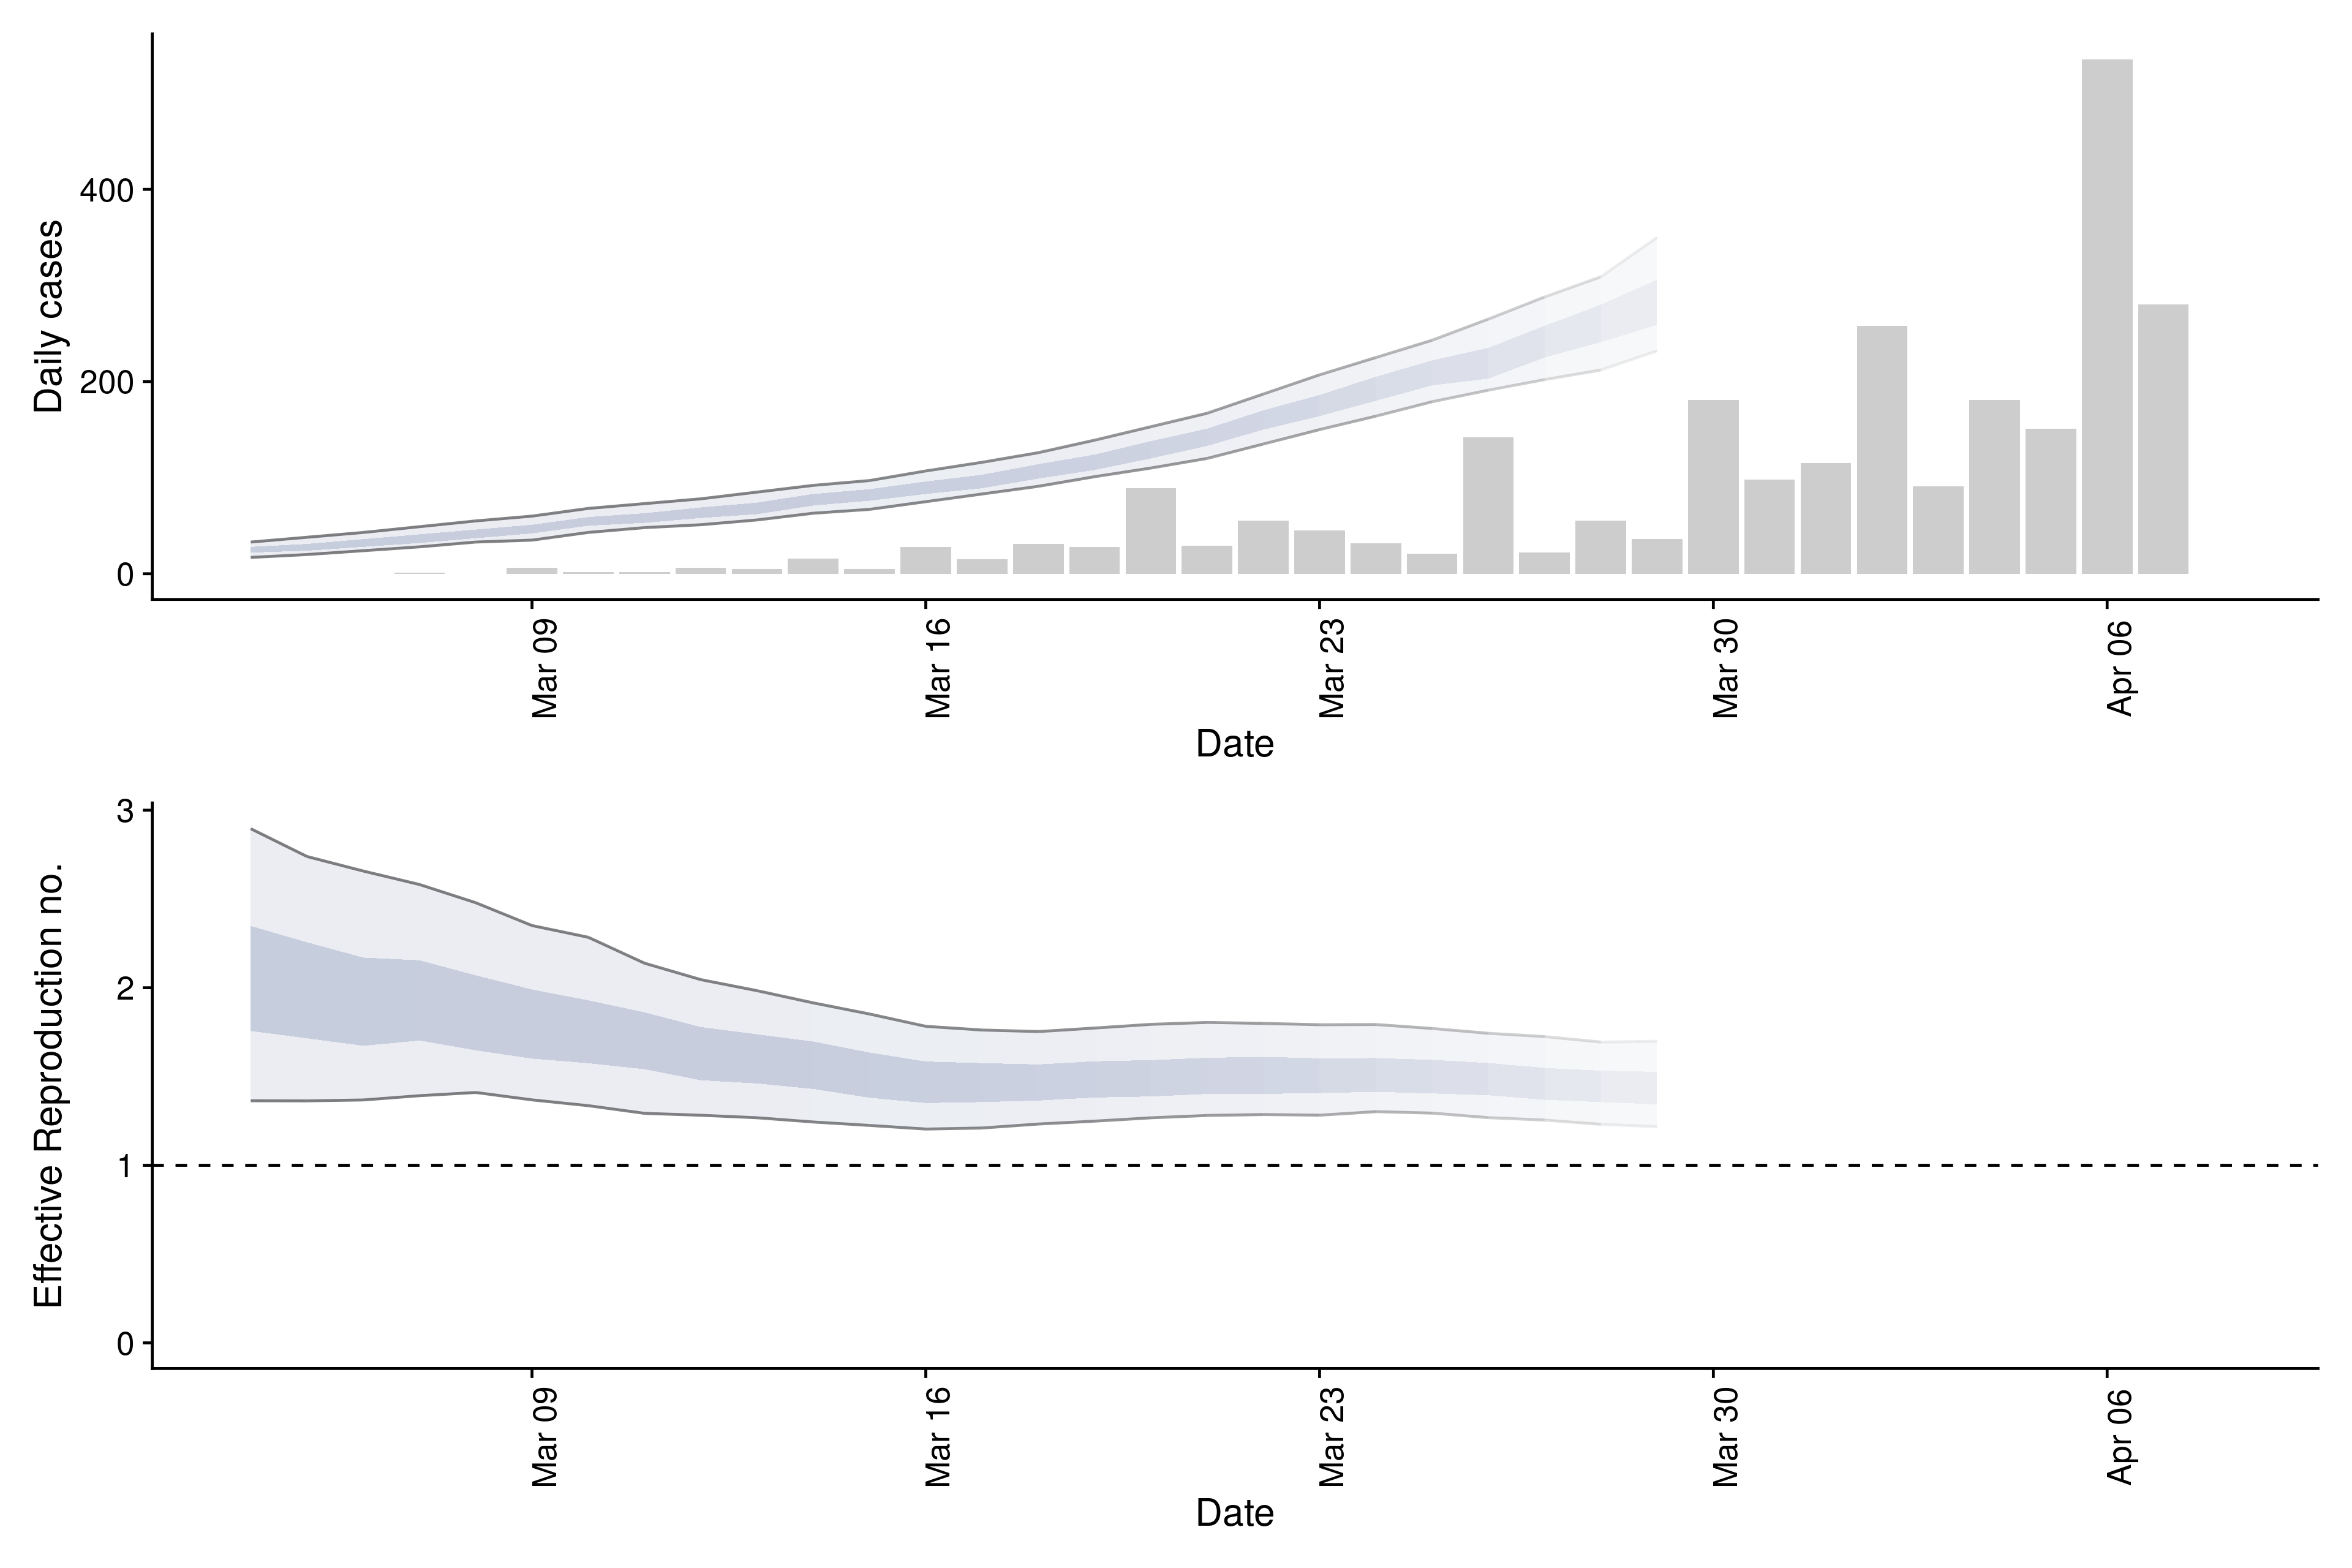 Daily cases
400
200
0
Mar 09
Mar 16
Mar 23
Mar 30
Apr 06
Date
Effective Reproduction no.
3
2
1
0
Mar 09
Mar 16
Mar 23
Mar 30
Apr 06
Date